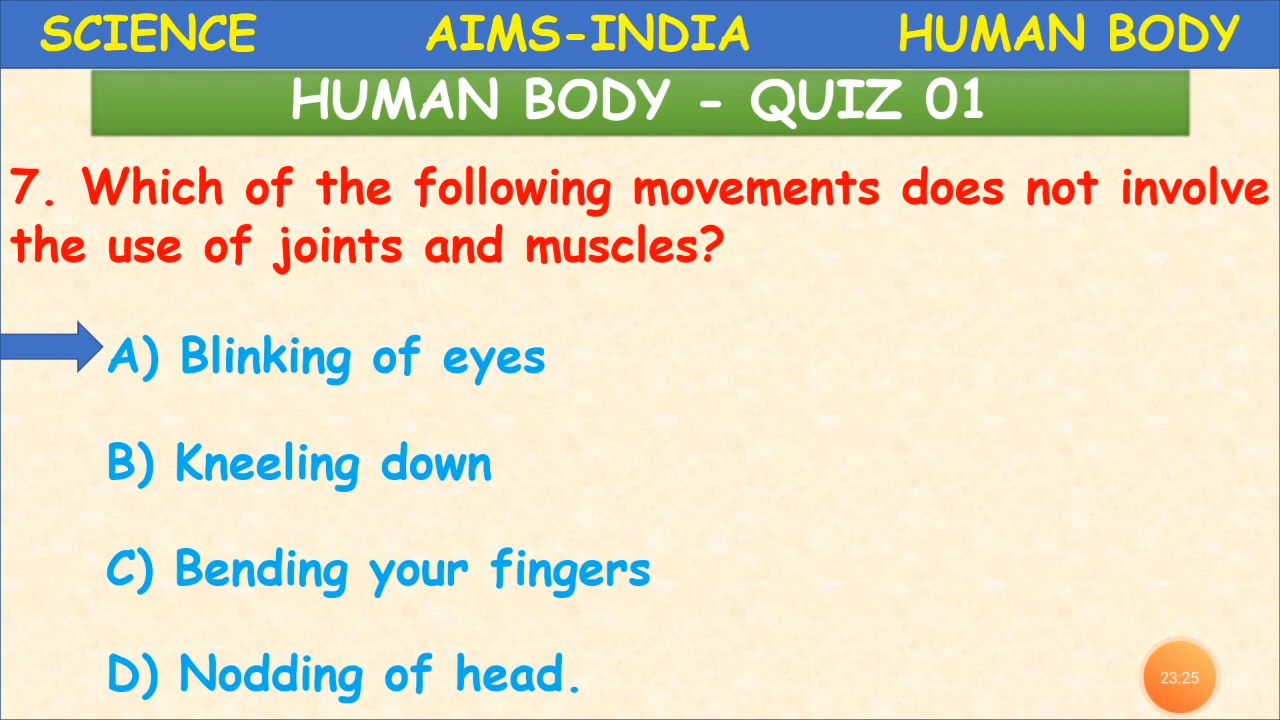 SCIENCE AIMS-INDIA HUMAN BODY
HUMAN BODY - QUIZ 01
7. Which of the following movements does not involve
the use of joints and muscles?
A) Blinking of eyes
B) Kneeling down
C) Bending your fingers
D) Nodding of head.
23:25